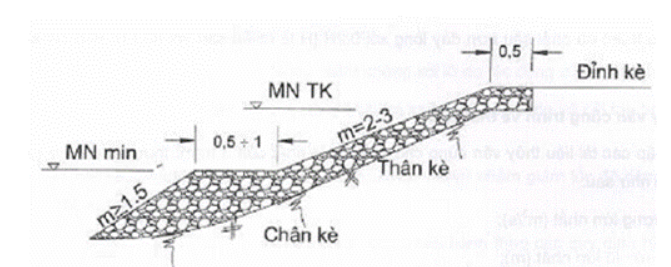 0,5
Đỉnh kè
MN TK
m=2-3
0,5 ÷ 1
MN min
Thân kè
m>1.5
Chân kè